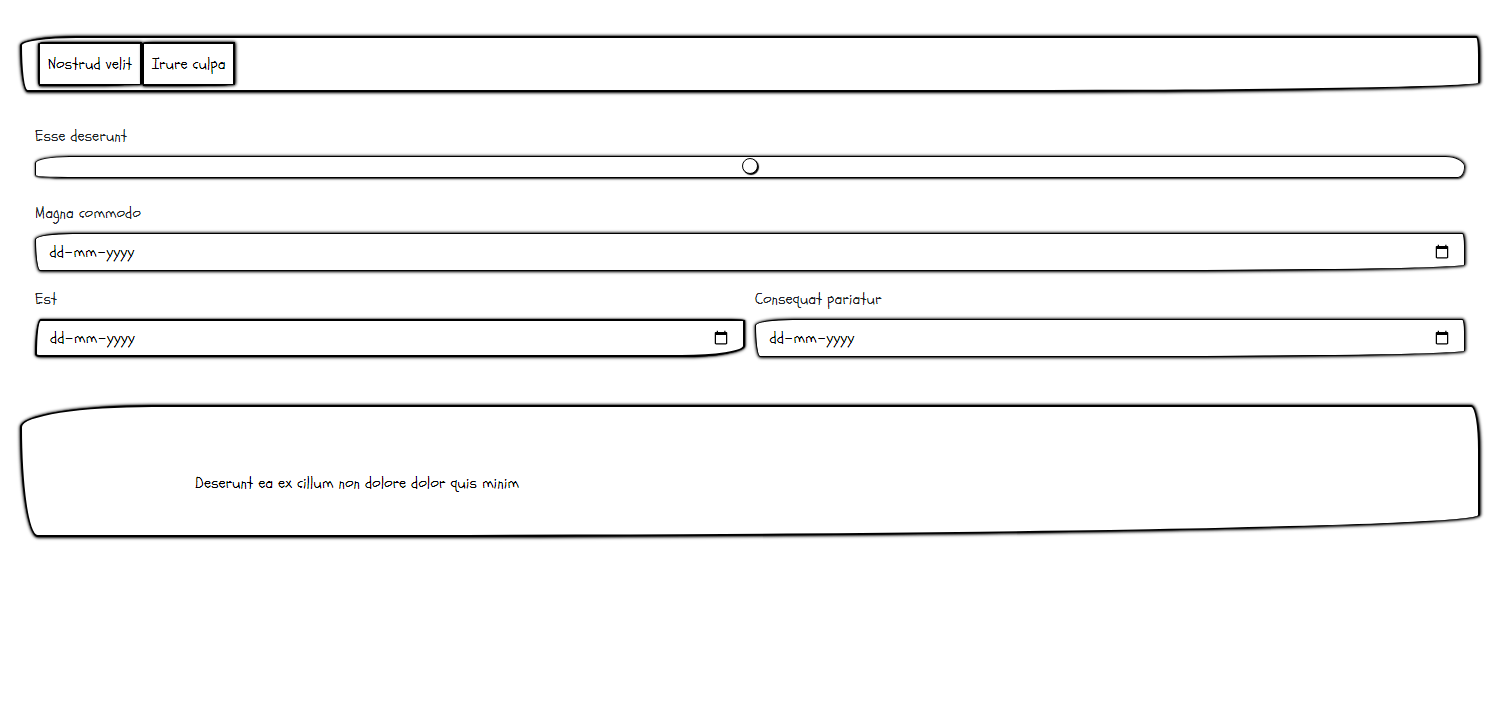 Nostrud velit Irure culpa
Esse deserunt
Magna commodo
dd-mm-yyyy
Est Consequat pariatur
dd-mm-yyyy dd-mm-yyyy
Deserunt ea ex cillum non dolore dolor quis minim